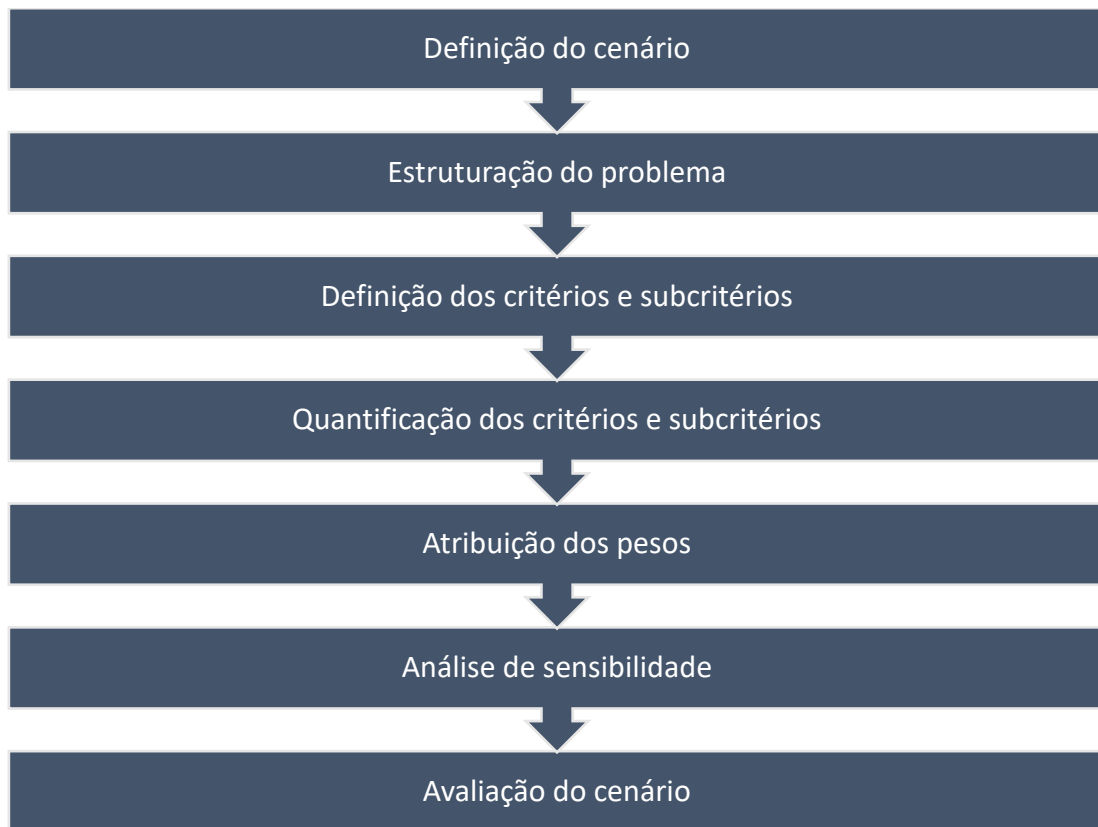 Definição do cenário
Estruturação do problema
Definição dos critérios e subcritérios
Quantificação dos critérios e subcritérios
Atribuição dos pesos
Análise de sensibilidade
Avaliação do cenário